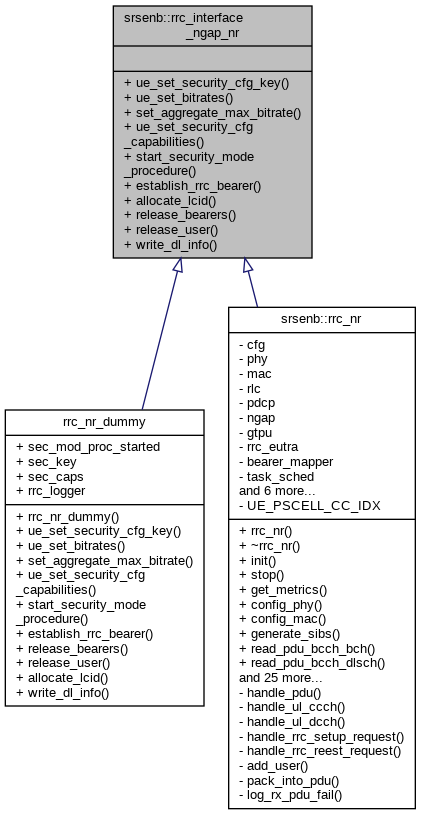 srsenb::rrc_interface
_ngap_nr
+ ue_set_security_cfg_key()
+ ue_set_bitrates()
+ set_aggregate_max_bitrate()
+ ue_set_security_cfg
_capabilities()
+ start_security_mode
_procedure()
+ establish_rrc_bearer()
+ allocate_lcid()
+ release_bearers()
+ release_user()
+ write_dl_info()
rrc_nr_dummy
+ sec_mod_proc_started
+ sec_key
+ sec_caps
+ rrc_logger
+ rrc_nr_dummy()
+ ue_set_security_cfg_key()
+ ue_set_bitrates()
+ set_aggregate_max_bitrate()
+ ue_set_security_cfg
_capabilities()
+ start_security_mode
_procedure()
+ establish_rrc_bearer()
+ release_bearers()
+ release_user()
+ allocate_lcid()
+ write_dl_info()
srsenb::rrc_nr
- cfg
- phy
- mac
- rlc
- pdcp
- ngap
- gtpu
- rrc_eutra
- bearer_mapper
- task_sched
and 6 more...
- UE_PSCELL_CC_IDX
+ rrc_nr()
+ ~rrc_nr()
+ init()
+ stop()
+ get_metrics()
+ config_phy()
+ config_mac()
+ generate_sibs()
+ read_pdu_bcch_bch()
+ read_pdu_bcch_dlsch()
and 25 more...
- handle_pdu()
- handle_ul_ccch()
- handle_ul_dcch()
- handle_rrc_setup_request()
- handle_rrc_reest_request()
- add_user()
- pack_into_pdu()
- log_rx_pdu_fail()